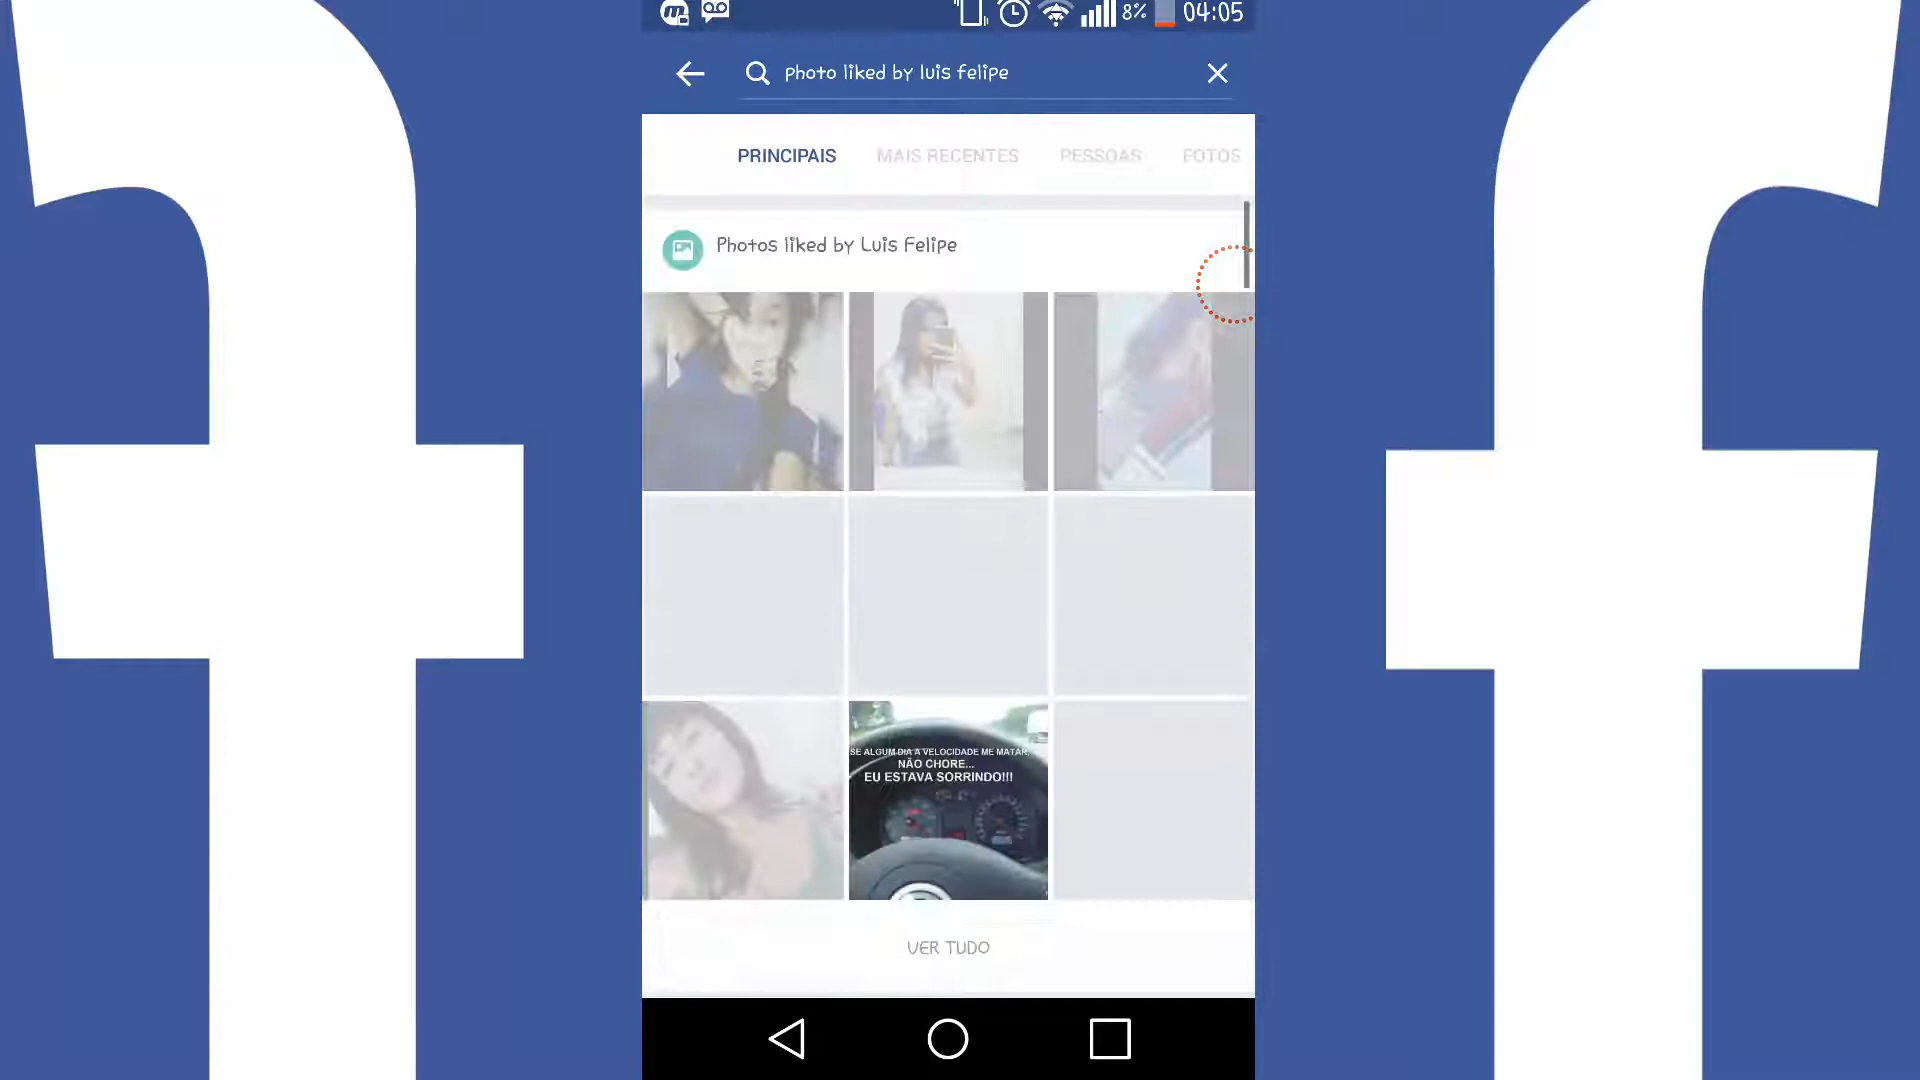 8% 04:05
photo liked by luis felipe
PRINCIPAIS MAIS RECENTES PESSOAS FOTOS
Photos liked by Luis Felipe
SE ALGUM DIA A VELOCIDADE ME MATAR,
NÃO CHORE...
EU ESTAVA SORRINDO!!!
VER TUDO